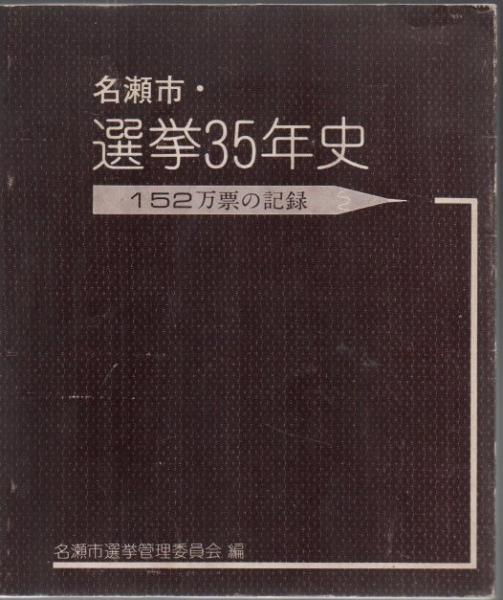 名瀬市・
選挙35年史
152万票の記録
名瀬市選挙管理委員会 編